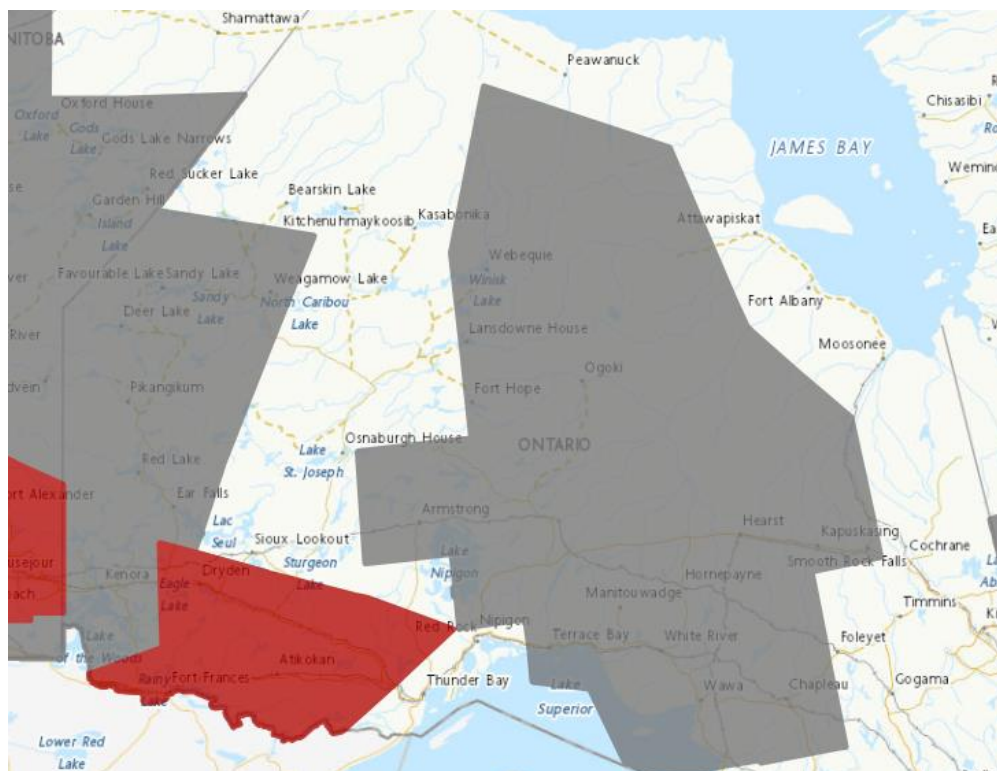 Shamattawa
NITOBA
Peawanuck
Oxford House
Chisasibi
Oxford
Lake
Gods
Lake
Gods Lake Narrows
JAMES BAY
Red Sucker Lake
Bearskin Lake
Garden Hill
Island
Lake
Kitchenuhmaykoosib
Kasabonika
Attawapiskat
Webequie
Favourable Lake
Sandy Lake
Weagamow Lake
Winisk
Lake
Sandy
Lake
North Caribou
Lake
Fort Albany
Deer Lake
River
Lansdowne House
Moosonee
Ogoki
Pikangikum
Fort Hope
Osnaburgh House
ONTARIO
Lake
St. Joseph
Red Lake
Ear Falls
ort Alexander
Armstrong
Lac
Seul
Hearst
Kapuskasing
Sioux Lookout
Cochrane
Lake
Nipigon
Sturgeon
Lake
Smooth Rock Falls
usejour
Kenora
Dryden
Hornepayne
Eagle
Lake
Manitouwadge
Timmins
Red Rock
Nipigon
Terrace Bay
White River
Foleyet
Lake
of the Woods
Atikokan
Rainy
Lake
Fort Frances
Thunder Bay
Lake
Superior
Wawa
Chapleau
Gogama
Lower Red
Lake